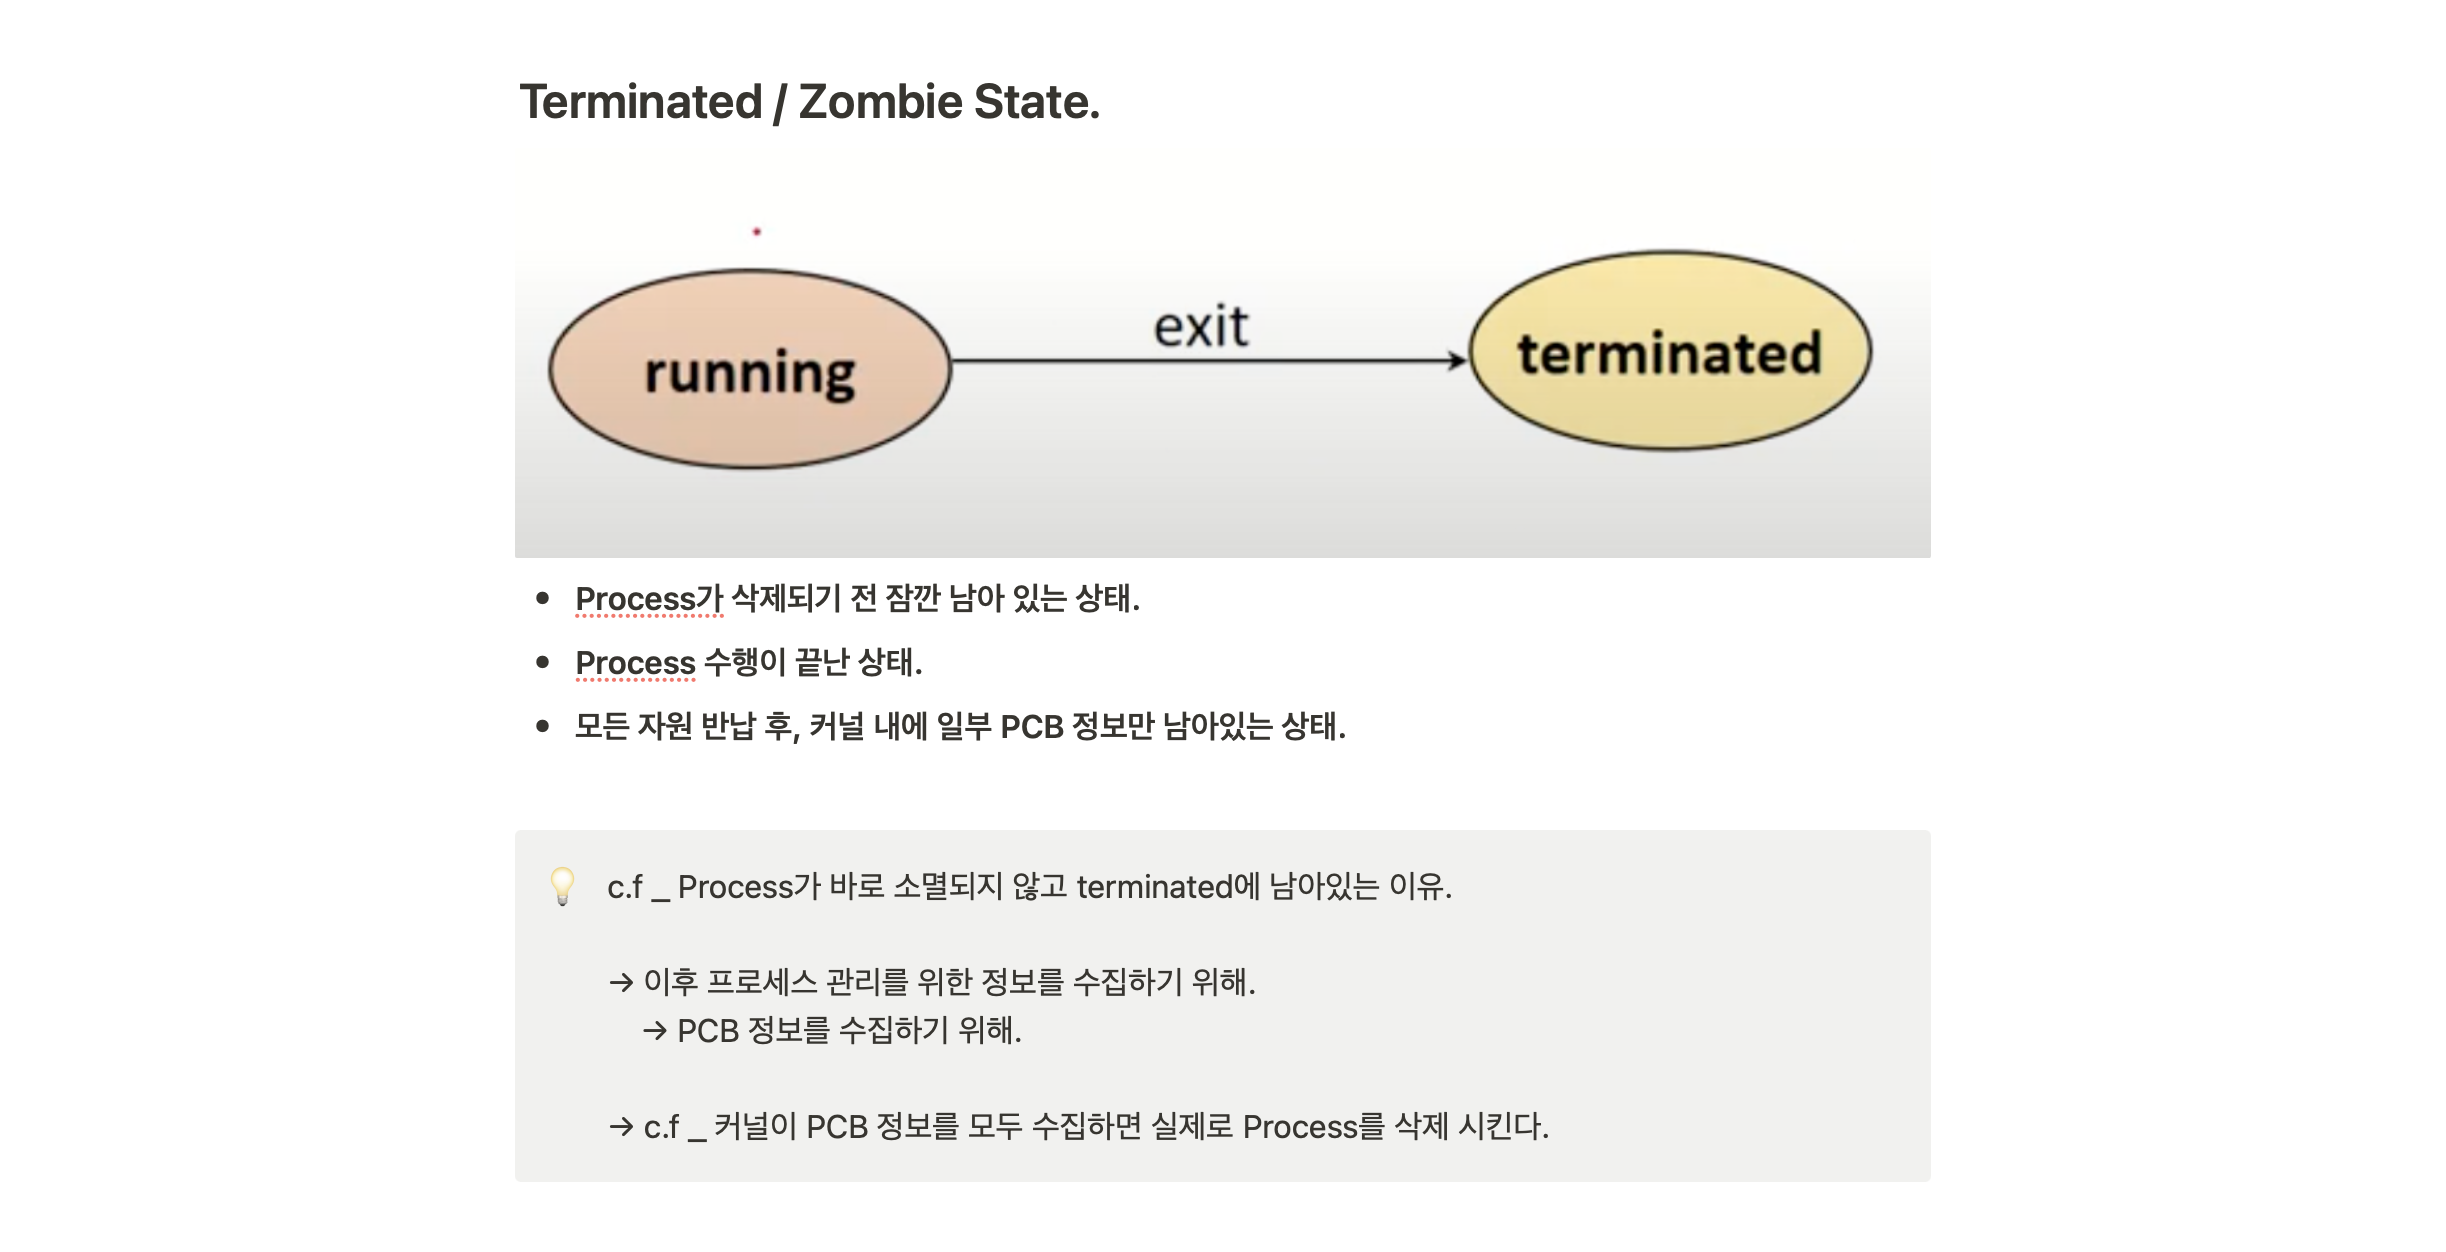 Terminated / Zombie State.
exit
running
terminated
• Process가 삭제되기 전 잠깐 남아 있는 상태.
• Process 수행이 끝난 상태.
• 모든 자원 반납 후, 커널 내에 일부 PCB 정보만 남아있는 상태.
💡 c.f _ Process가 바로 소멸되지 않고 terminated에 남아있는 이유.
→ 이후 프로세스 관리를 위한 정보를 수집하기 위해.
→ PCB 정보를 수집하기 위해.
→ c.f _ 커널이 PCB 정보를 모두 수집하면 실제로 Process를 삭제 시킨다.